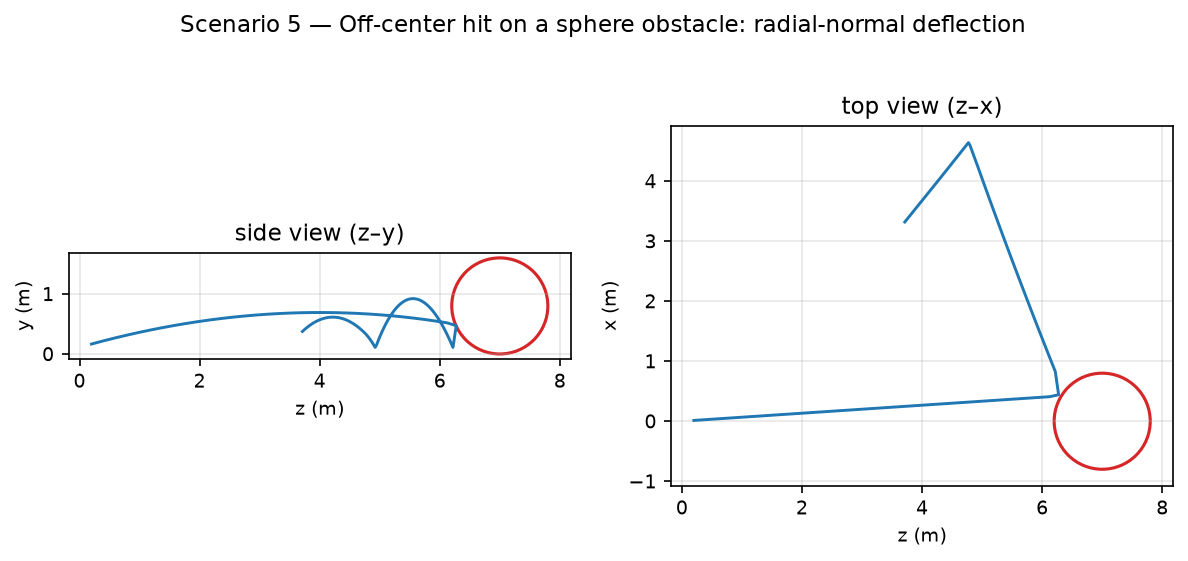 Scenario 5 — Off-center hit on a sphere obstacle: radial-normal deflection
side view (z–y)
y (m)
1
0
0 2 4 6 8
z (m)
top view (z–x)
x (m)
4
3
2
1
0
−1
0 2 4 6 8
z (m)